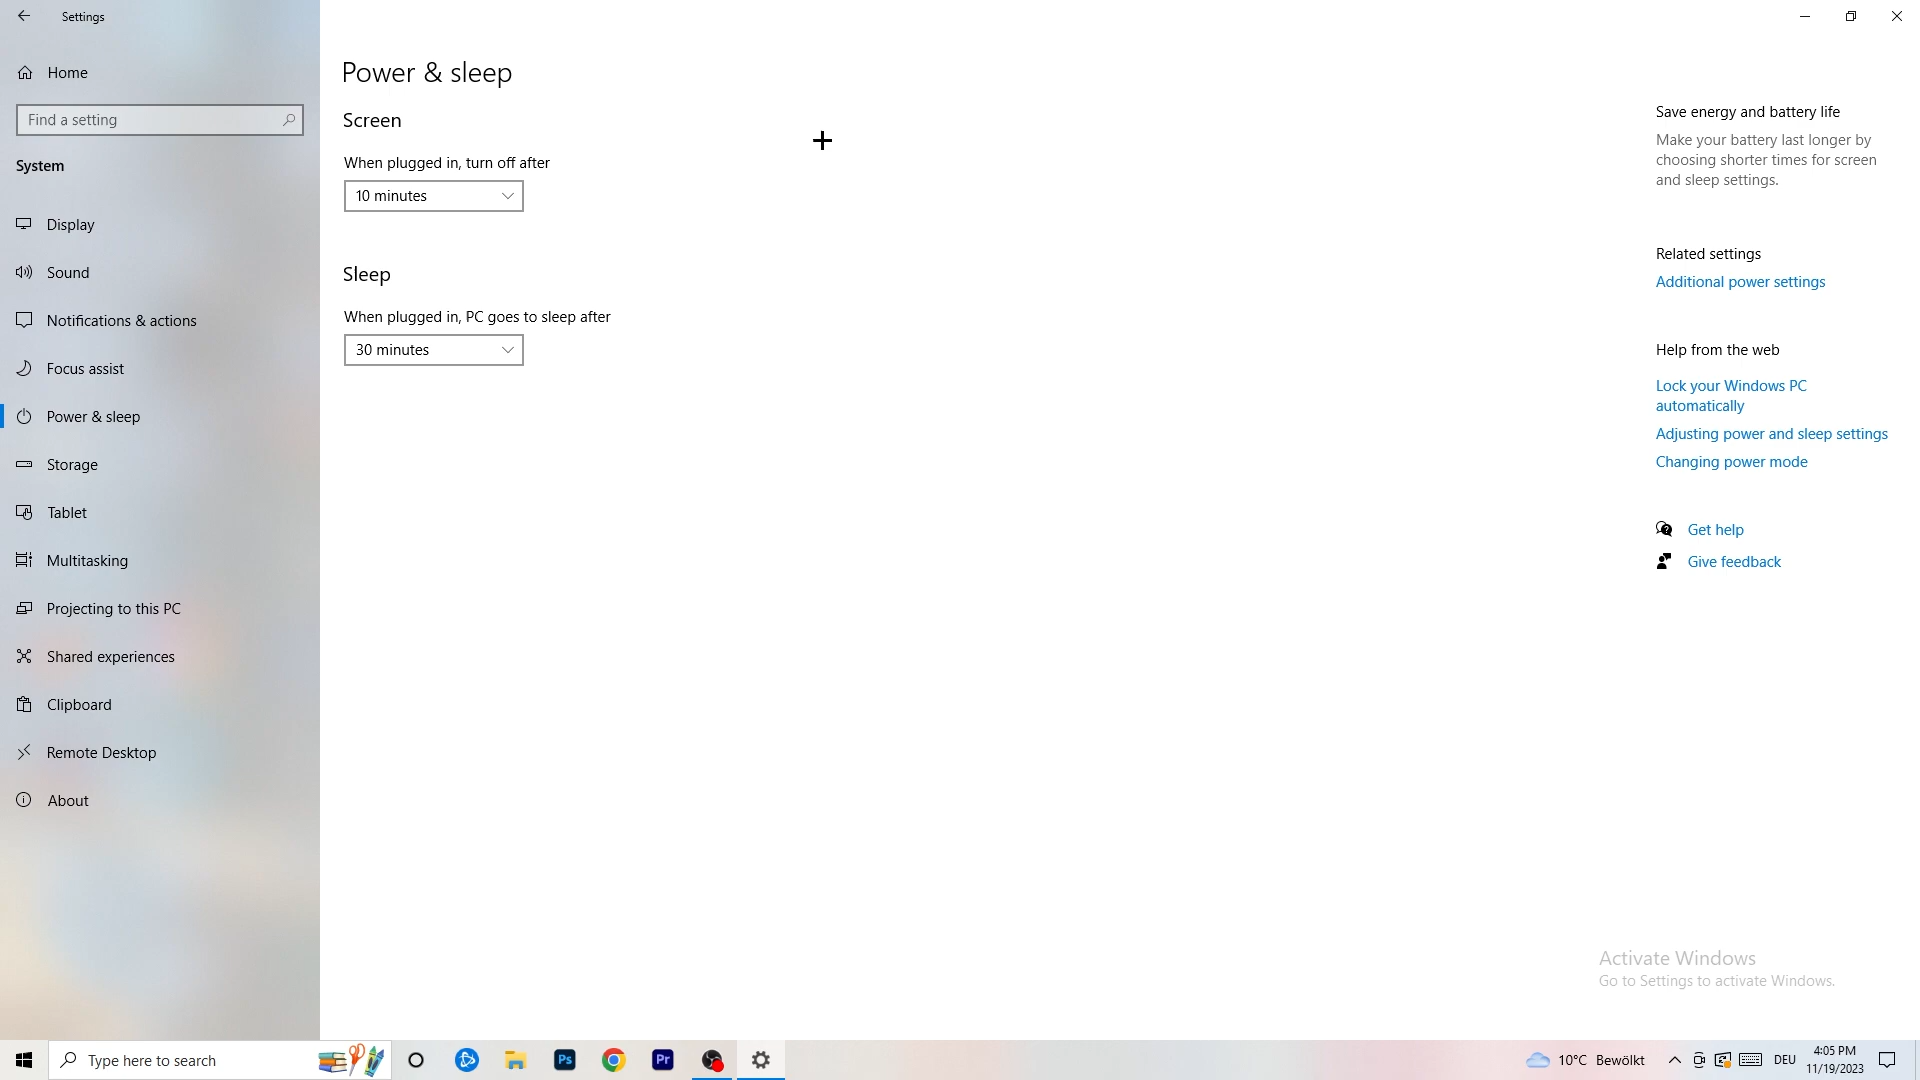 Settings
Home
Find a setting
System
Display
Sound
Notifications & actions
Focus assist
Power & sleep
Storage
Tablet
Multitasking
Projecting to this PC
Shared experiences
Clipboard
Remote Desktop
About
Power & sleep
Screen
When plugged in, turn off after
10 minutes
Sleep
When plugged in, PC goes to sleep after
30 minutes
Save energy and battery life
Make your battery last longer by
choosing shorter times for screen
and sleep settings.
Related settings
Additional power settings
Help from the web
Lock your Windows PC
automatically
Adjusting power and sleep settings
Changing power mode
Get help
Give feedback
Activate Windows
Go to Settings to activate Windows.
Type here to search
Ps
Pr
10°C Bewölkt
DEU
4:05 PM
11/19/2023